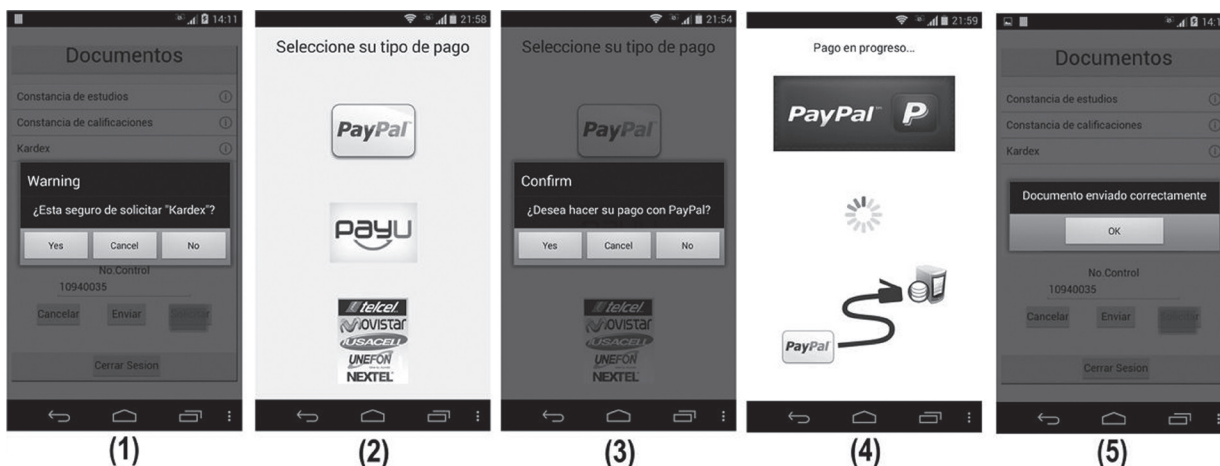 14:11
Documentos
Constancia de estudios
Constancia de calificaciones
Kardex
Warning
¿Esta seguro de solicitar "Kardex"?
Yes Cancel No
No.Control
10940035
Cancelar Enviar
Cerrar Sesion
(1)
21:58
Seleccione su tipo de pago
PayPal
payu
telcel
movistar
IUSACELL
UNEFON
NEXTEL
(2)
21:54
Seleccione su tipo de pago
PayPal
Confirm
¿Desea hacer su pago con PayPal?
Yes Cancel No
telcel
movistar
IUSACELL
UNEFON
NEXTEL
(3)
21:59
Pago en progreso...
PayPal P
PayPal
(4)
Documentos
Constancia de estudios
Constancia de calificaciones
Kardex
Documento enviado correctamente
OK
No.Control
10940035
Cancelar Enviar
Cerrar Sesion
(5)